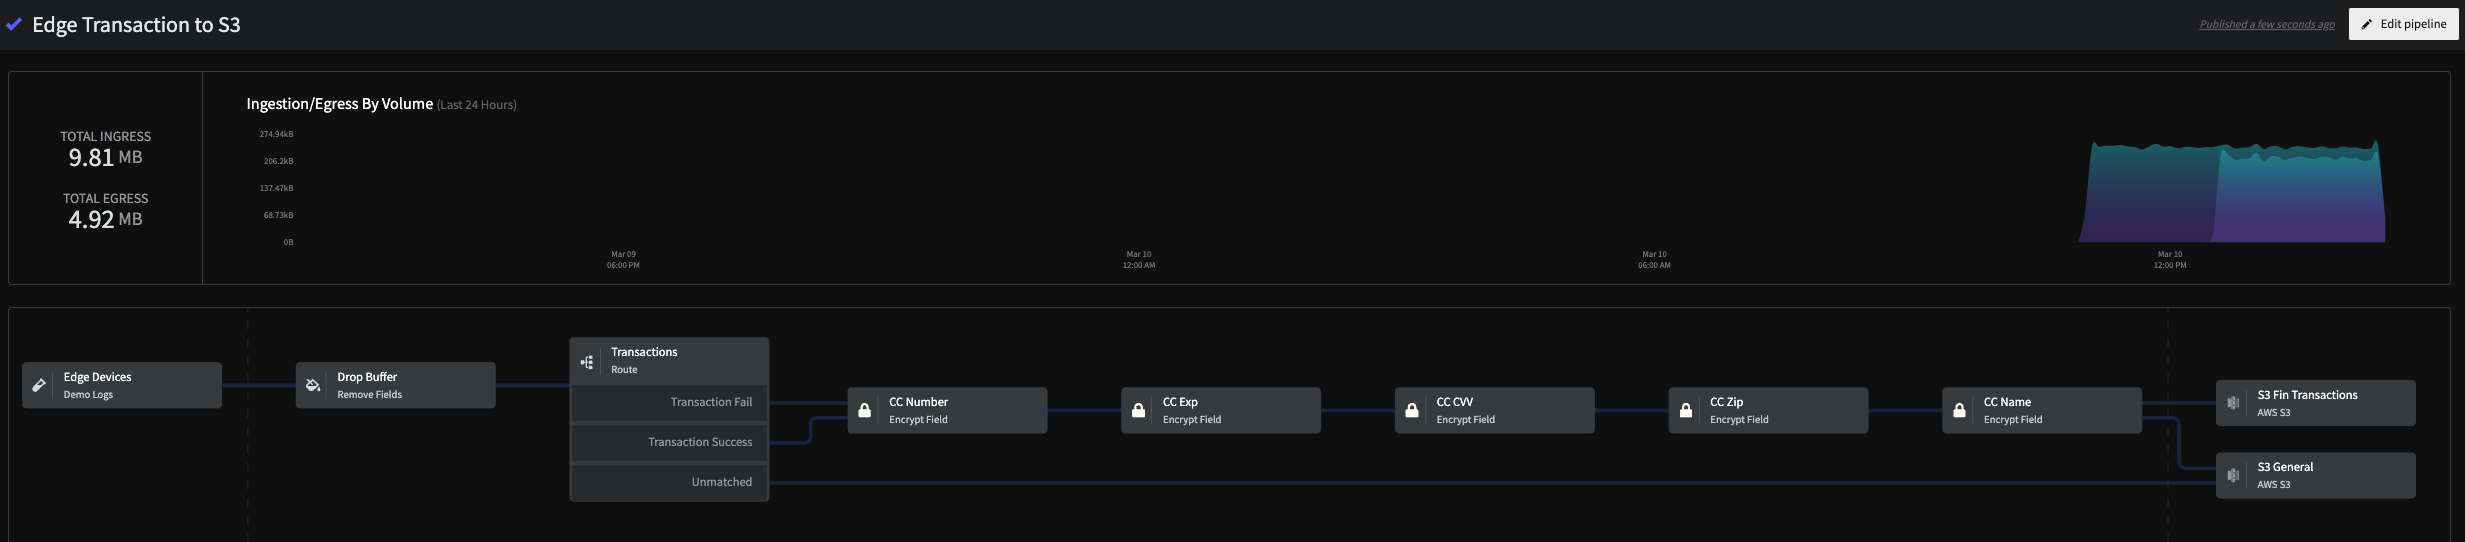 Edge Transaction to S3
Published a few seconds ago
Edit pipeline
TOTAL INGRESS
9.81 MB
TOTAL EGRESS
4.92 MB
Ingestion/Egress By Volume (Last 24 Hours)
274.94kB
206.2kB
137.47kB
68.73kB
0B
Mar 09
06:00 PM
Mar 10
12:00 AM
Mar 10
06:00 AM
Mar 10
12:00 PM
Edge Devices
Demo Logs
Drop Buffer
Remove Fields
Transactions
Route
Transaction Fail
Transaction Success
Unmatched
CC Number
Encrypt Field
CC Exp
Encrypt Field
CC CVV
Encrypt Field
CC Zip
Encrypt Field
CC Name
Encrypt Field
S3 Fin Transactions
AWS S3
S3 General
AWS S3